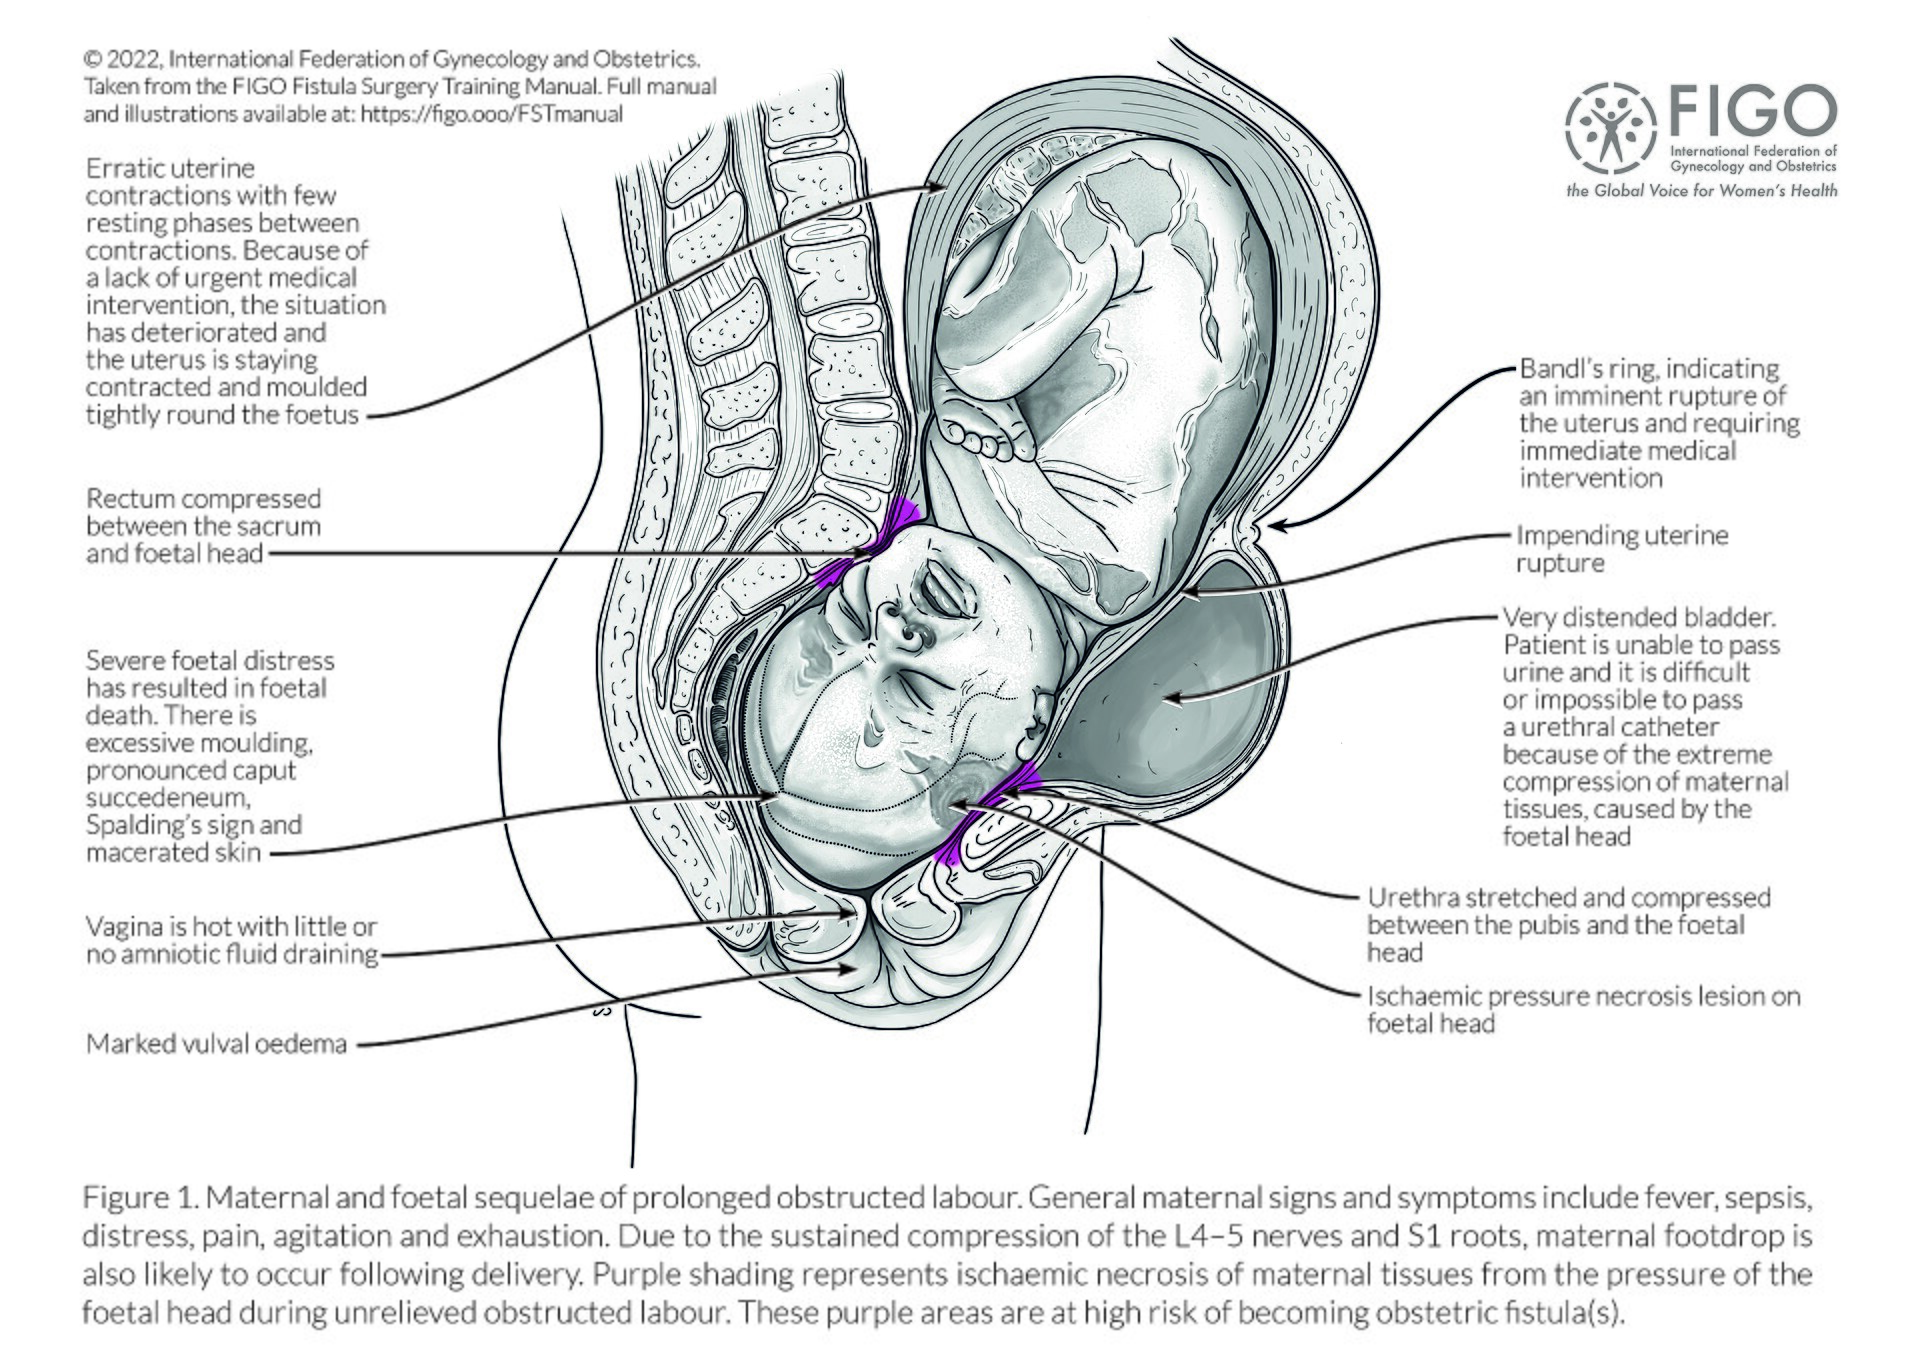 © 2022, International Federation of Gynecology and Obstetrics.
Taken from the FIGO Fistula Surgery Training Manual. Full manual
and illustrations available at: https://figo.ooo/FSTmanual
FIGO
International Federation of
Gynecology and Obstetrics
the Global Voice for Women's Health
Erratic uterine
contractions with few
resting phases between
contractions. Because of
a lack of urgent medical
intervention, the situation
has deteriorated and
the uterus is staying
contracted and moulded
tightly round the foetus
Rectum compressed
between the sacrum
and foetal head
Severe foetal distress
has resulted in foetal
death. There is
excessive moulding,
pronounced caput
succedeneum,
Spalding's sign and
macerated skin
Vagina is hot with little or
no amniotic fluid draining
Marked vulval oedema
Bandl's ring, indicating
an imminent rupture of
the uterus and requiring
immediate medical
intervention
Impending uterine
rupture
Very distended bladder.
Patient is unable to pass
urine and it is difficult
or impossible to pass
a urethral catheter
because of the extreme
compression of maternal
tissues, caused by the
foetal head
Urethra stretched and compressed
between the pubis and the foetal
head
Ischaemic pressure necrosis lesion on
foetal head
Figure 1. Maternal and foetal sequelae of prolonged obstructed labour. General maternal signs and symptoms include fever, sepsis,
distress, pain, agitation and exhaustion. Due to the sustained compression of the L4–5 nerves and S1 roots, maternal footdrop is
also likely to occur following delivery. Purple shading represents ischaemic necrosis of maternal tissues from the pressure of the
foetal head during unrelieved obstructed labour. These purple areas are at high risk of becoming obstetric fistula(s).